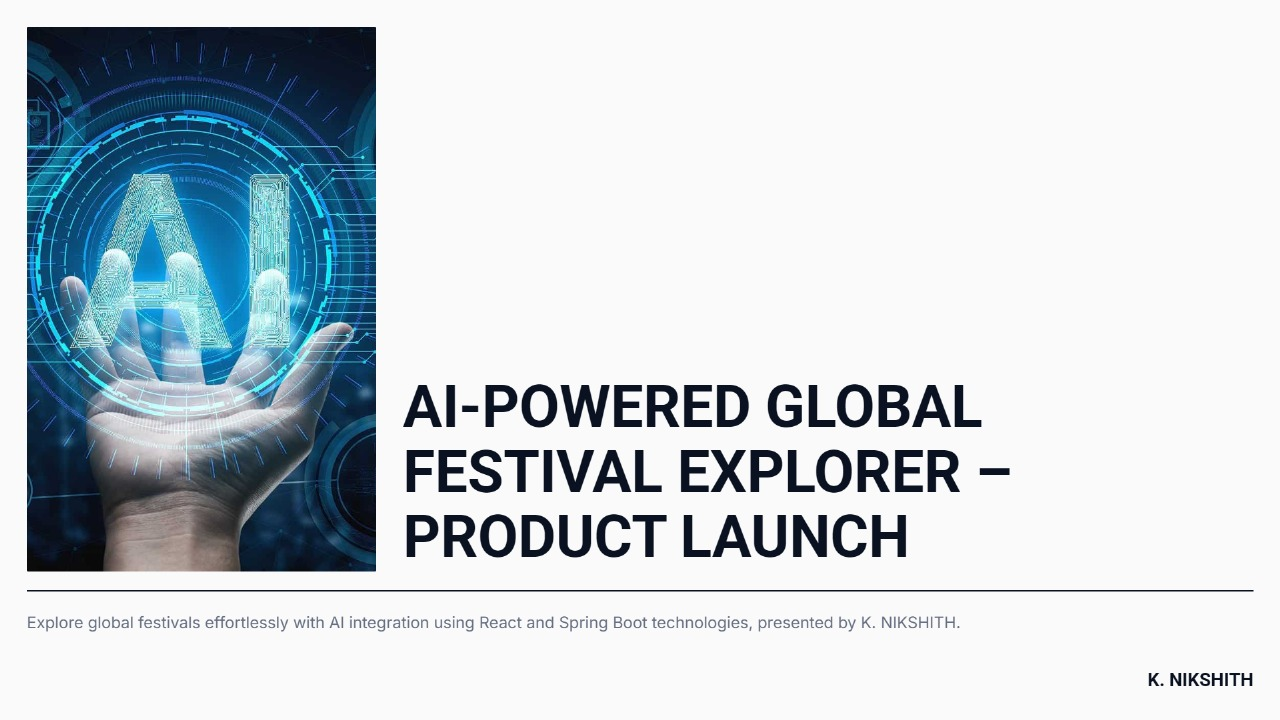 AI
AI-POWERED GLOBAL
FESTIVAL EXPLORER –
PRODUCT LAUNCH
Explore global festivals effortlessly with AI integration using React and Spring Boot technologies, presented by K. NIKSHITH.
K. NIKSHITH